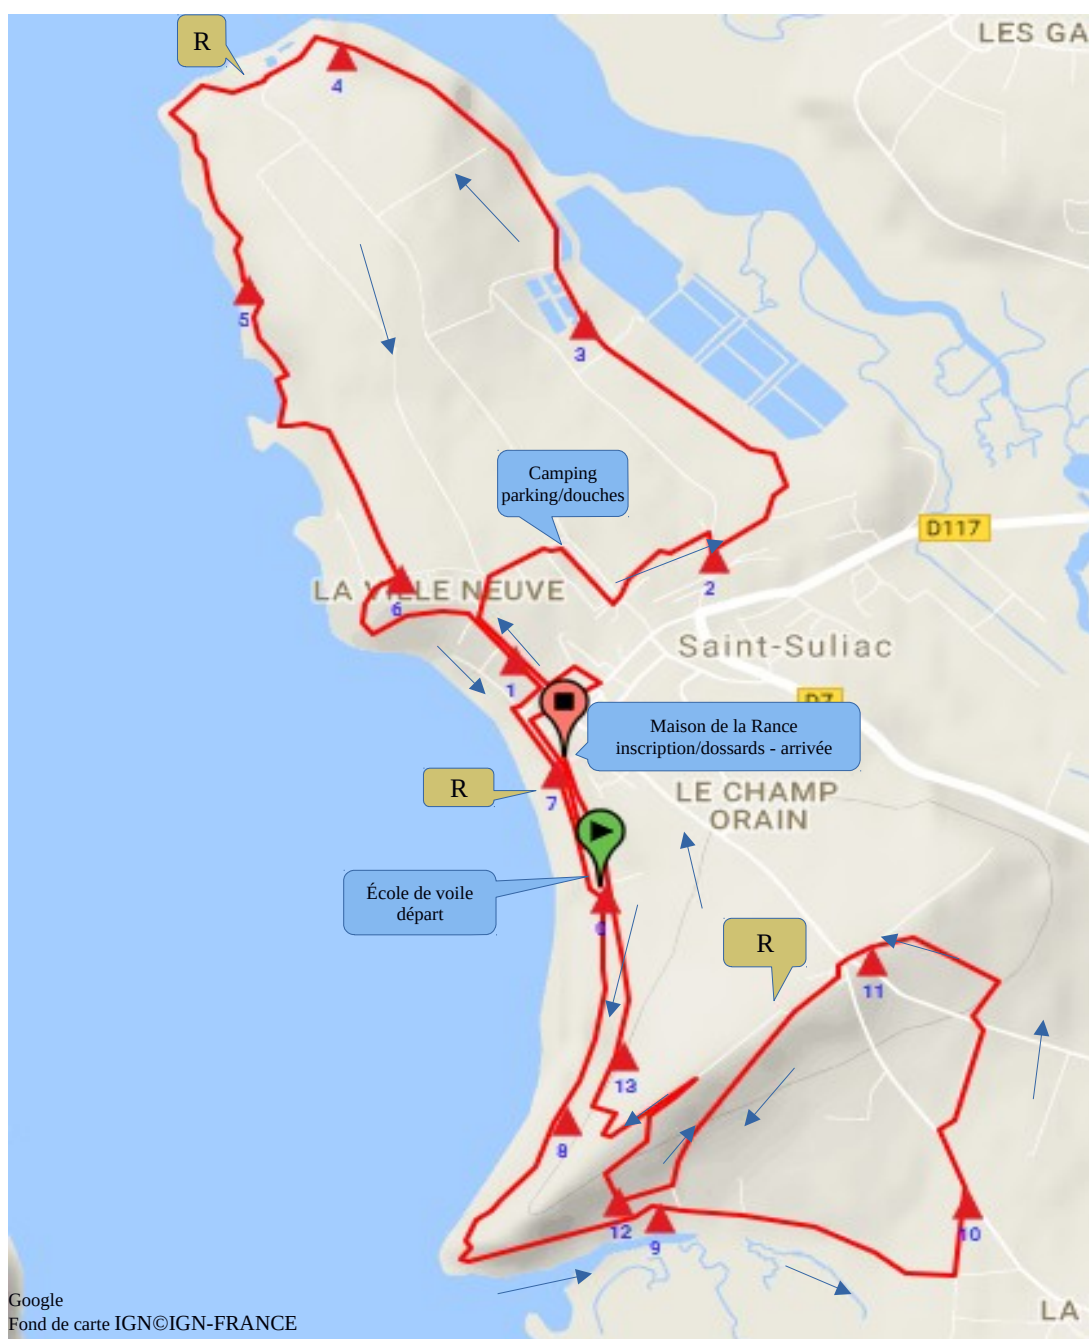 LES GA
R
4
5
3
Camping
parking/douches
D117
2
LA VILLE NEUVE
6
Saint-Suliac
1
D7
Maison de la Rance
inscription/dossards - arrivée
R
7
LE CHAMP
ORAIN
École de voile
départ
R
11
13
8
12
9
10
Google
Fond de carte IGN©IGN-FRANCE
LA